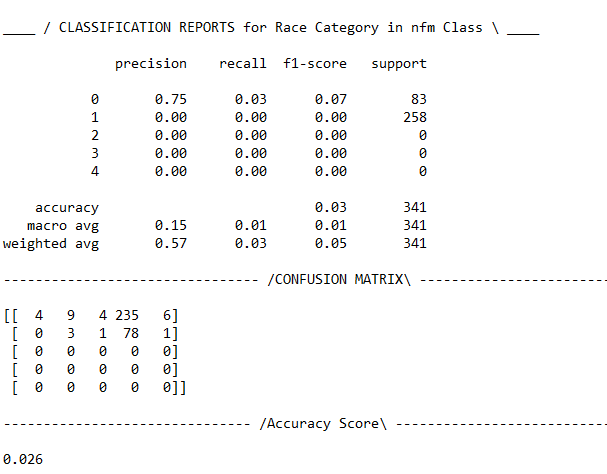 ____ / CLASSIFICATION REPORTS for Race Category in nfm Class \ ____
precision recall f1-score support
0 0.75 0.03 0.07 83
1 0.00 0.00 0.00 258
2 0.00 0.00 0.00 0
3 0.00 0.00 0.00 0
4 0.00 0.00 0.00 0
accuracy 0.03 341
macro avg 0.15 0.01 0.01 341
weighted avg 0.57 0.03 0.05 341
-------------------------------- /CONFUSION MATRIX\ ------------------------
[[ 4 9 4 235 6]
[ 0 3 1 78 1]
[ 0 0 0 0 0]
[ 0 0 0 0 0]
[ 0 0 0 0 0]]
------------------------------- /Accuracy Score\ ---------------------------
0.026